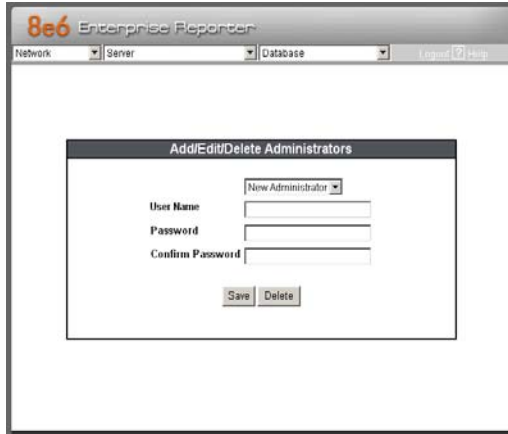 8e6 Enterprise Reporter
Network Server Database Logout ? Help
Add/Edit/Delete Administrators
New Administrator
User Name
Password
Confirm Password
Save Delete